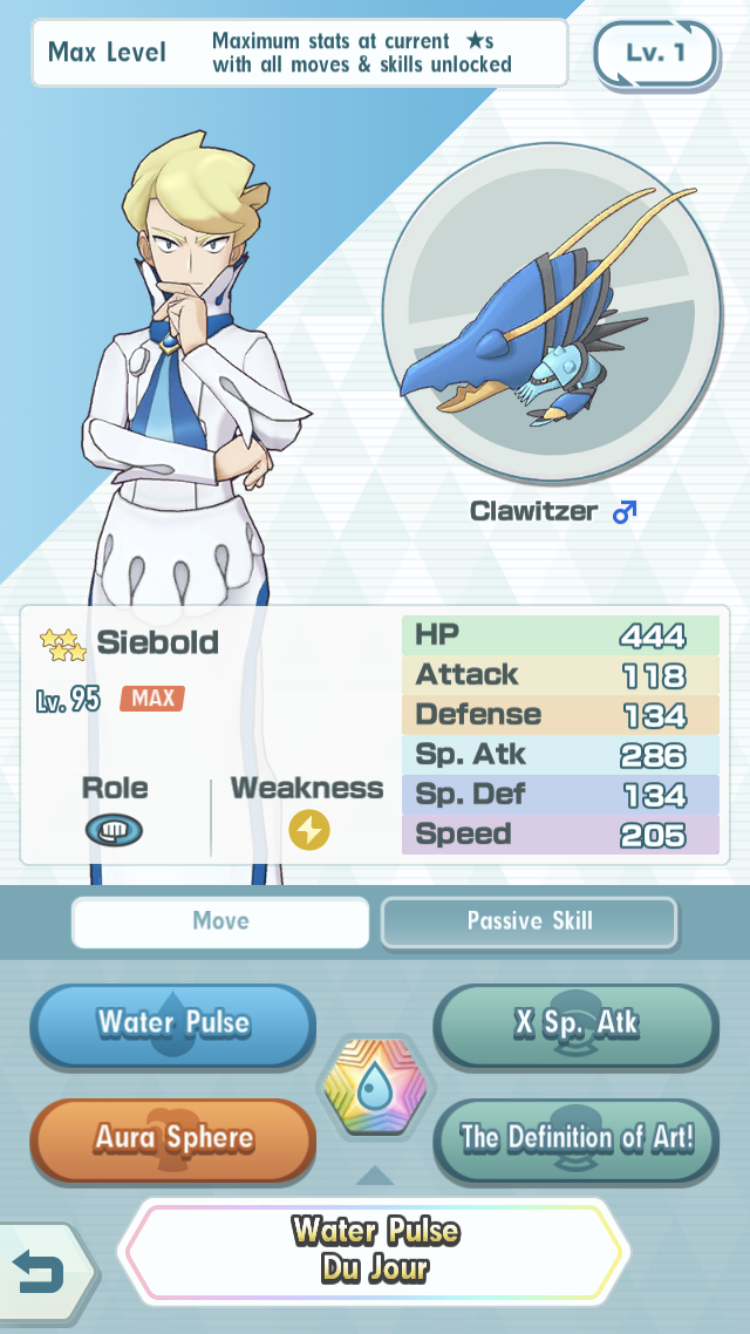 Max Level
Maximum stats at current ★s
with all moves & skills unlocked
Lv. 1
Clawitzer ♂
Siebold
Lv. 95 MAX
Role
Weakness
HP 444
Attack 118
Defense 134
Sp. Atk 286
Sp. Def 134
Speed 205
Move
Passive Skill
Water Pulse
X Sp. Atk
Aura Sphere
The Definition of Art!
Water Pulse
Du Jour